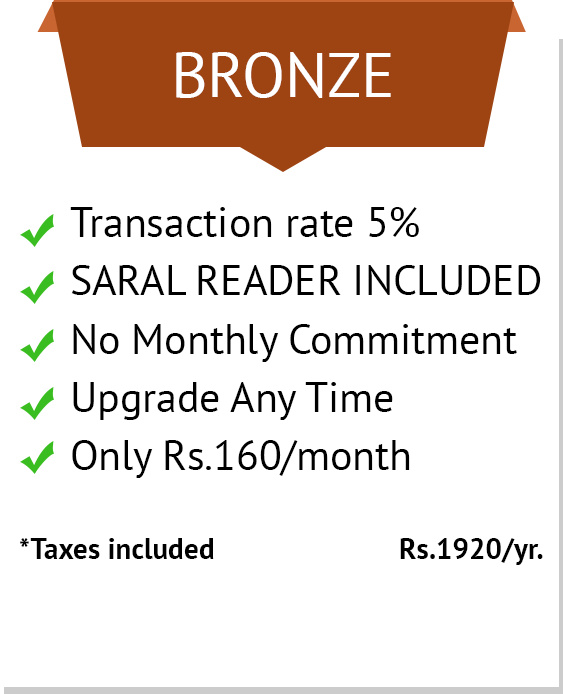 BRONZE
Transaction rate 5%
SARAL READER INCLUDED
No Monthly Commitment
Upgrade Any Time
Only Rs.160/month
*Taxes included Rs.1920/yr.